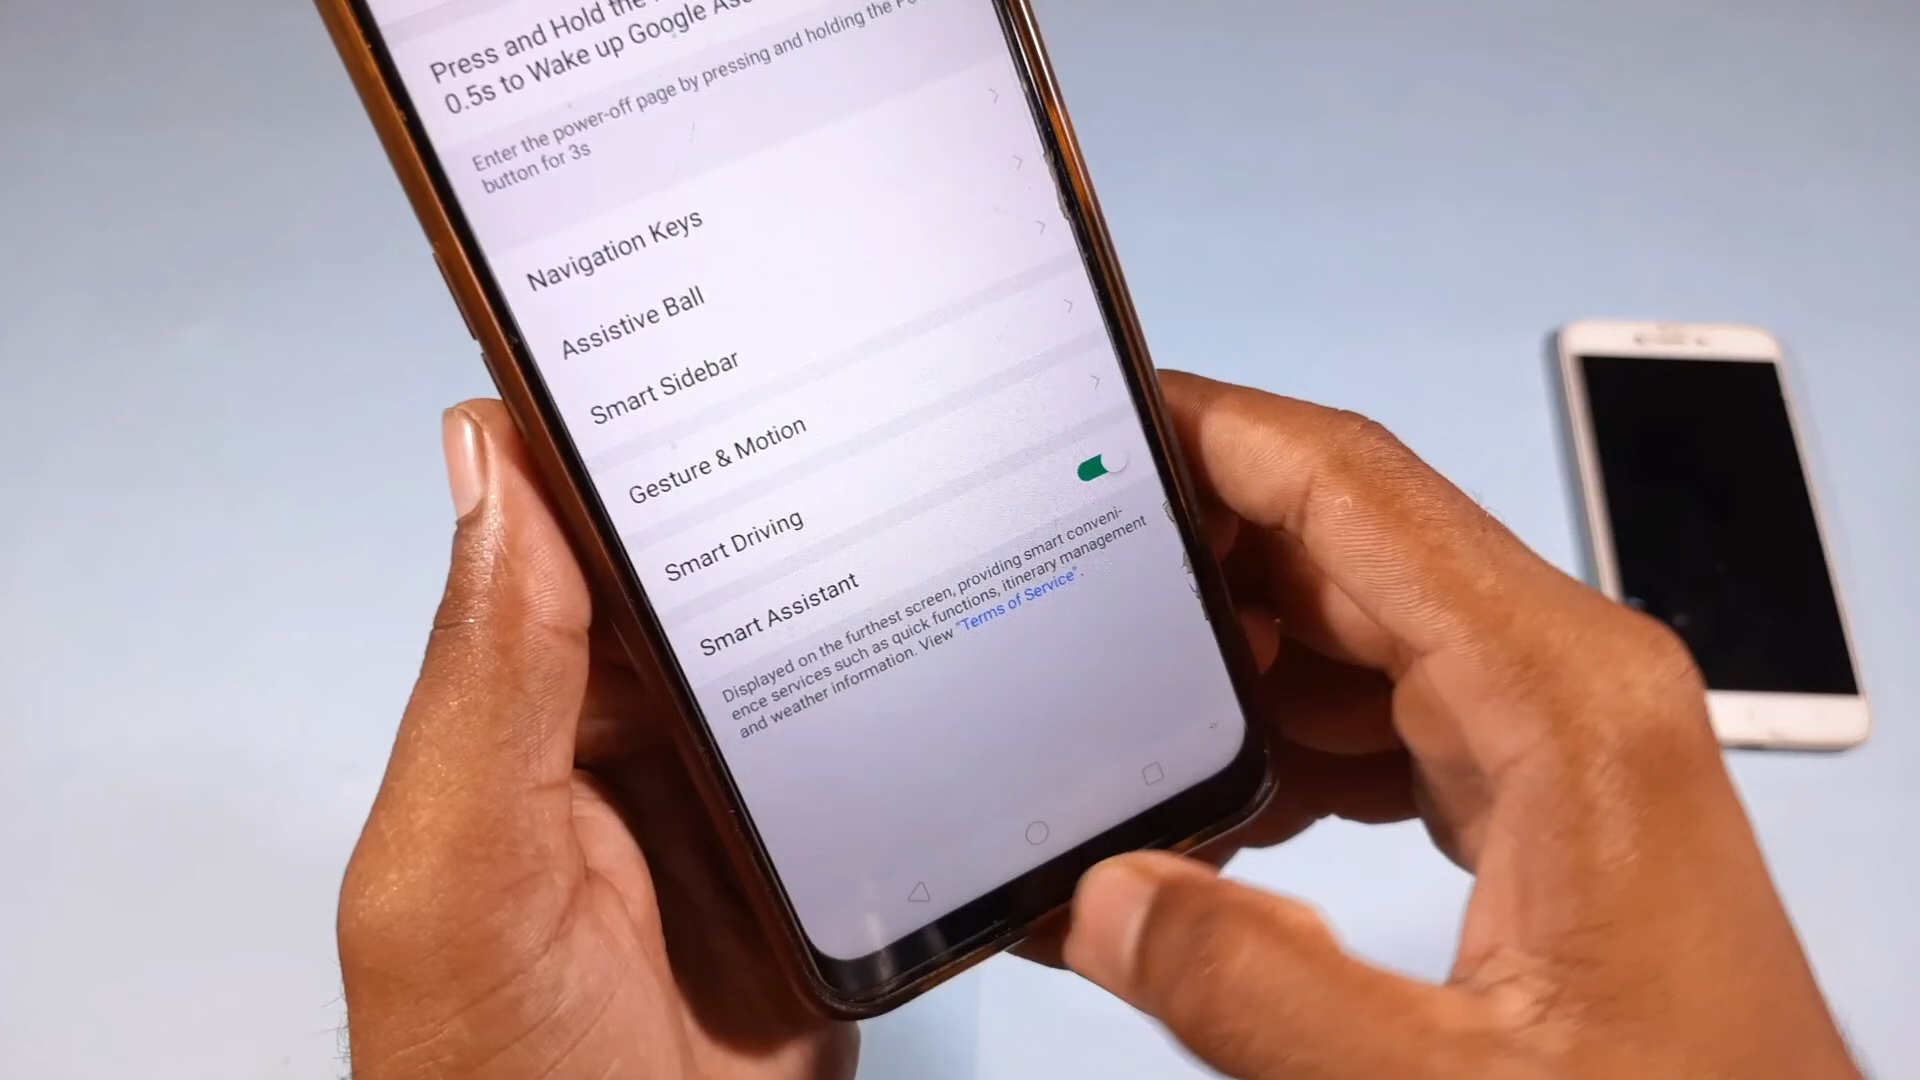 Press and Hold the
0.5s to Wake up Google
Enter the power-off page by pressing and holding the
button for 3s
Navigation Keys
Assistive Ball
Smart Sidebar
Gesture & Motion
Smart Driving
Smart Assistant
Displayed on the furthest screen, providing smart conveni-
ence services such as quick functions, itinerary management
and weather information. View "Terms of Service".